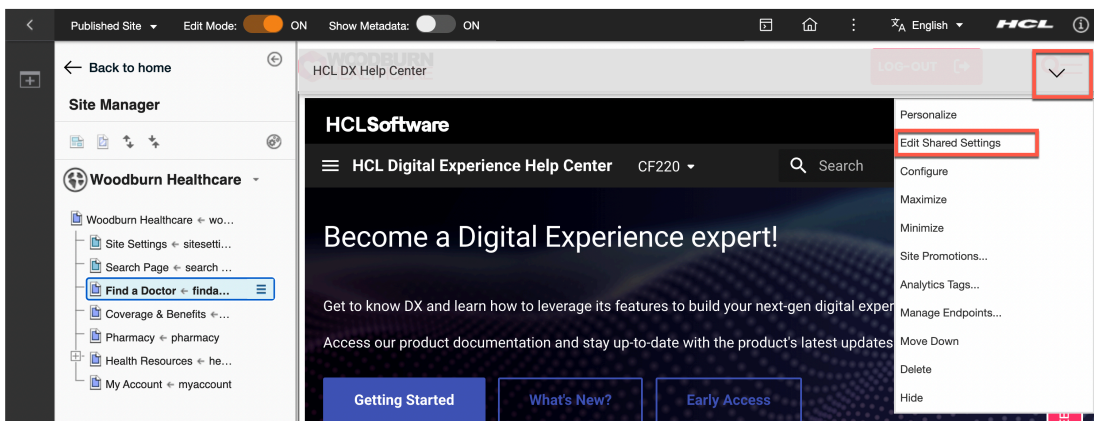 Published Site
Edit Mode: ON
Show Metadata: ON
English
HCL
Back to home
Site Manager
Woodburn Healthcare
Woodburn Healthcare ← wo...
Site Settings ← sitesetti...
Search Page ← search ...
Find a Doctor ← finda...
Coverage & Benefits ←...
Pharmacy ← pharmacy
Health Resources ← he...
My Account ← myaccount
WOODBURN
LOG-OUT
HCL DX Help Center
HCLSoftware
HCL Digital Experience Help Center CF220
Search
Become a Digital Experience expert!
Get to know DX and learn how to leverage its features to build your next-gen digital exper
Access our product documentation and stay up-to-date with the product's latest updates
Getting Started
What's New?
Early Access
Personalize
Edit Shared Settings
Configure
Maximize
Minimize
Site Promotions...
Analytics Tags...
Manage Endpoints...
Move Down
Delete
Hide